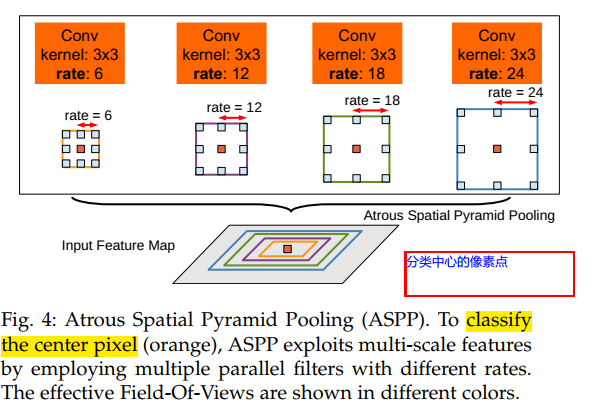 Conv Conv Conv Conv
kernel: 3x3 kernel: 3x3 kernel: 3x3 kernel: 3x3
rate: 6 rate: 12 rate: 18 rate: 24
rate = 6 rate = 12 rate = 18 rate = 24
Atrous Spatial Pyramid Pooling
Input Feature Map
分类中心的像素点
Fig. 4: Atrous Spatial Pyramid Pooling (ASPP). To classify
the center pixel (orange), ASPP exploits multi-scale features
by employing multiple parallel filters with different rates.
The effective Field-Of-Views are shown in different colors.